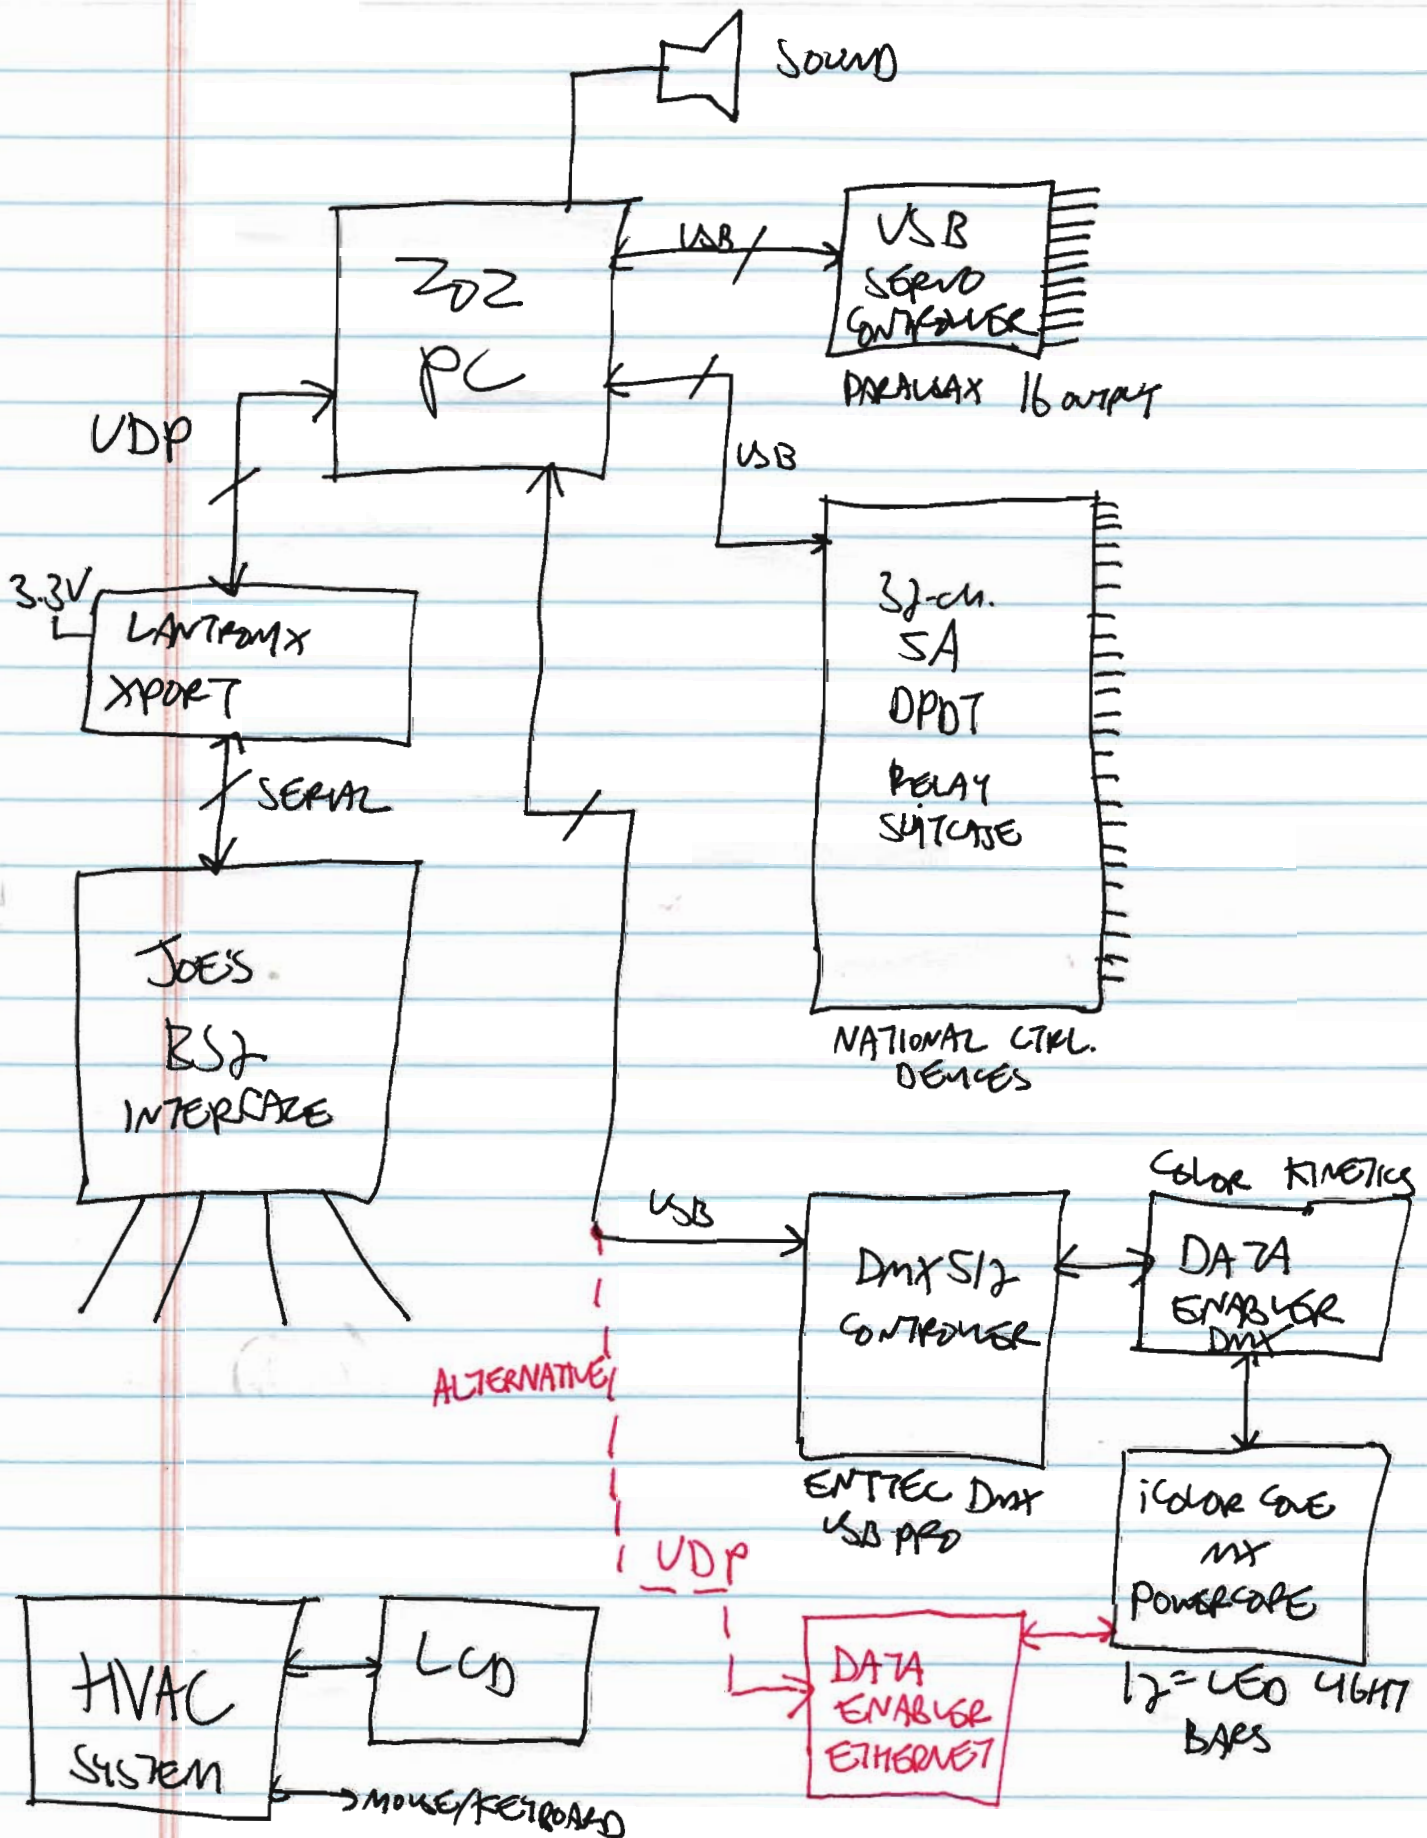 SOUND
USB
USB
SERVO
CONTROLLER
PARALLAX 16 OUTPUT
ZOZ
PC
UDP
USB
3.3V
LANTRONIX
XPORT
SERIAL
32-CH.
5A
DPDT
RELAY
SUITCASE
NATIONAL CTRL.
DEVICES
JOE'S
BS2
INTERFACE
COLOR KINETICS
USB
DMX512
CONTROLLER
DATA
ENABLER
DMX
ALTERNATIVE
ENTTEC DMX
USB PRO
iCOLOR COVE
MX
POWERCORE
12" LED LIGHT
BARS
UDP
DATA
ENABLER
ETHERNET
HVAC
SYSTEM
LCD
MOUSE/KEYBOARD